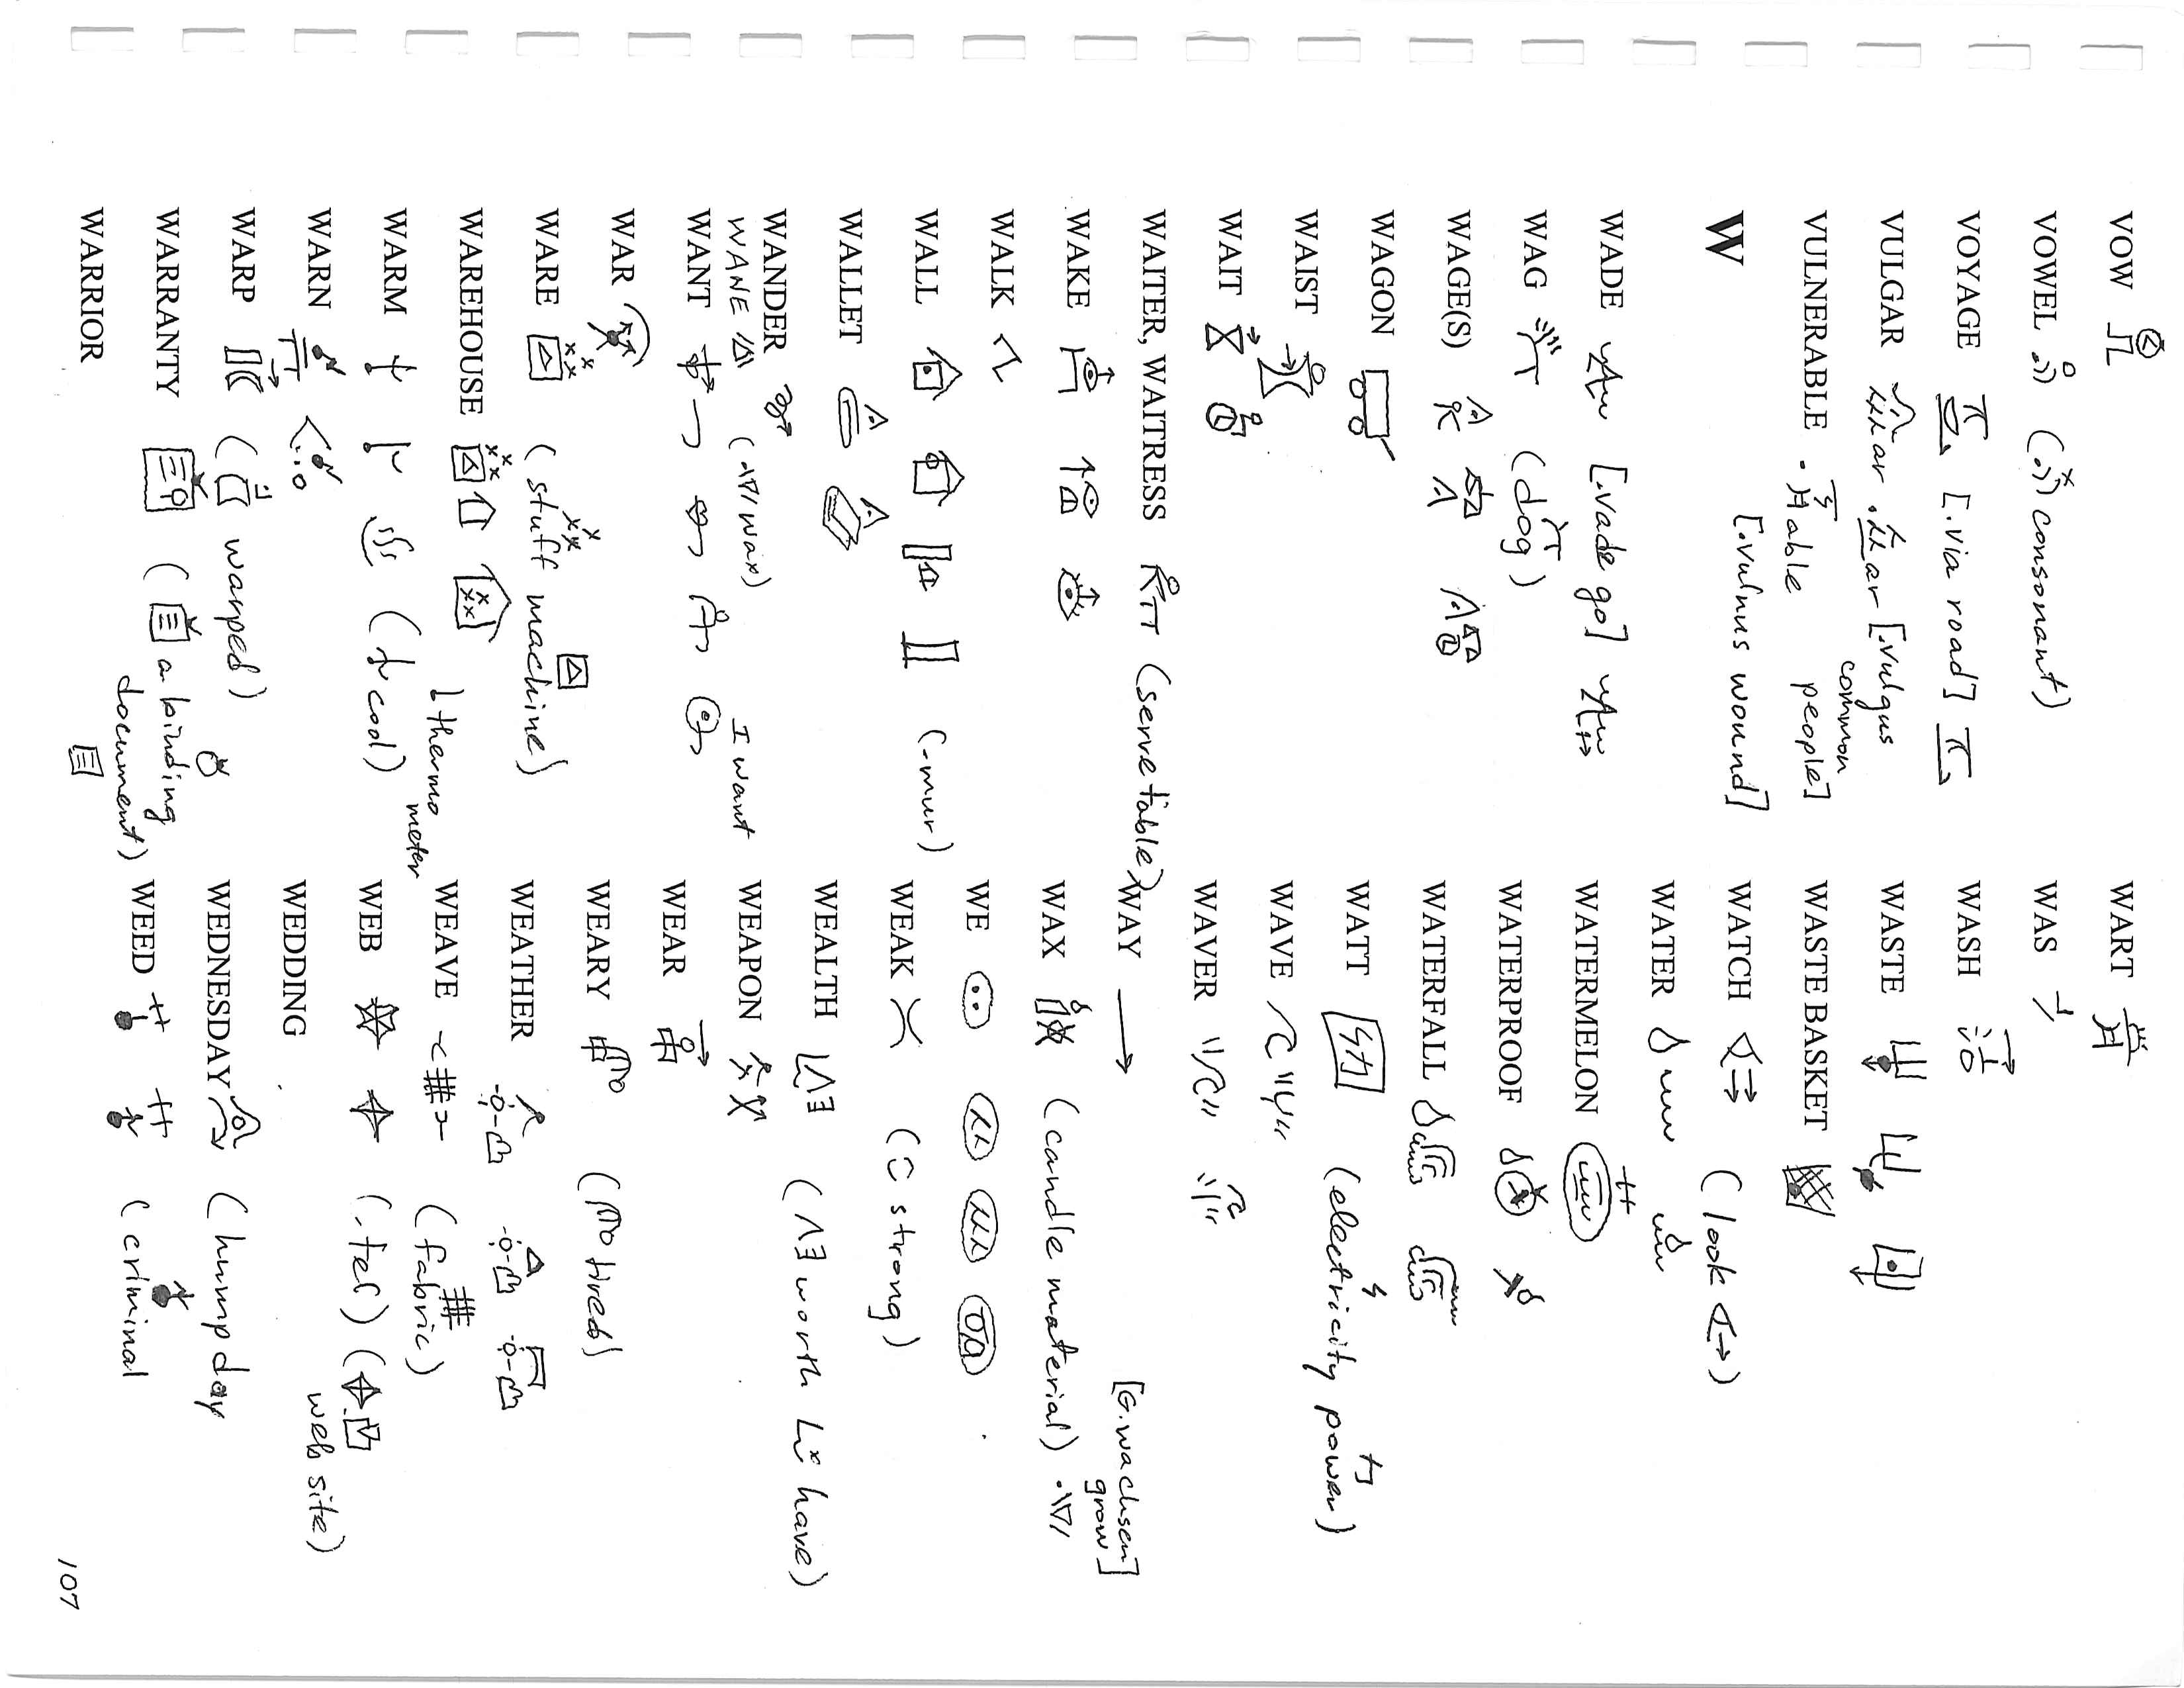 VOW
VOWEL (consonant)
VOYAGE [.via road]
VULGAR ar . ar [.vulgus
common
people]
VULNERABLE . able
[.vulnus wound]
W
WADE [.vade go]
WAG (dog)
WAGE(S)
WAGON
WAIST
WAIT
WAITER, WAITRESS (serve table)
WAKE
WALK
WALL (.mur)
WALLET
WANDER
WANE ( / wax)
WANT I want
WAR
WARE (stuff machine)
WAREHOUSE
thermo
meter
WARM ( cool)
WARN
WARP ( warped)
WARRANTY ( a binding
document)
WARRIOR
WART
WAS
WASH
WASTE
WASTE BASKET
WATCH (look)
WATER
WATERMELON
WATERPROOF
WATERFALL
WATT (electricity power)
WAVE
WAVER
WAY
[G. wachsen
grow]
WAX (candle material)
WE
WEAK ( strong)
WEALTH ( worth have)
WEAPON
WEAR
WEARY ( tired)
WEATHER
WEAVE (fabric)
WEB (.tel) (
web site)
WEDDING
WEDNESDAY (hump day
WEED (criminal
107